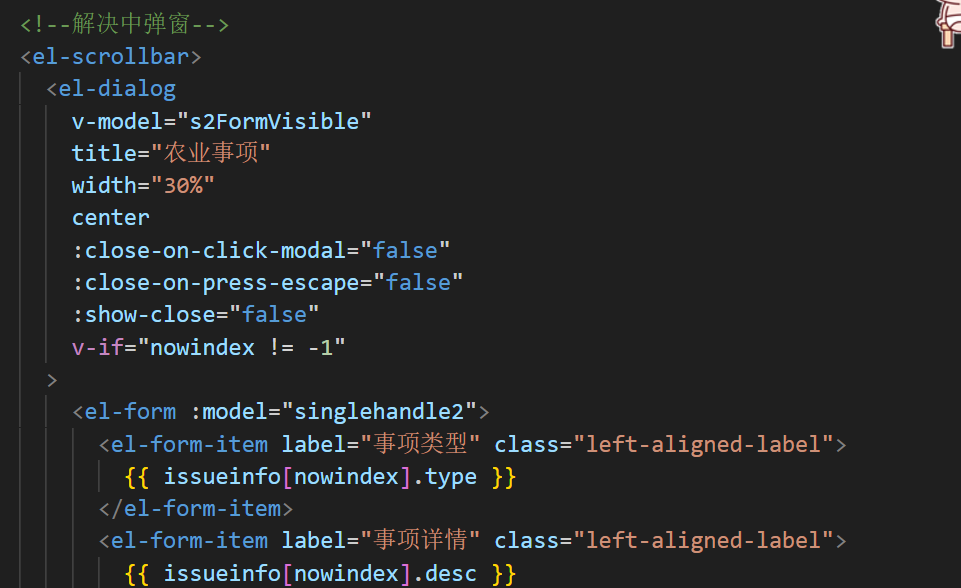 <!--解决中弹窗-->
<el-scrollbar>
<el-dialog
v-model="s2FormVisible"
title="农业事项"
width="30%"
center
:close-on-click-modal="false"
:close-on-press-escape="false"
:show-close="false"
v-if="nowindex != -1"
>
<el-form :model="singlehandle2">
<el-form-item label="事项类型" class="left-aligned-label">
{{ issueinfo[nowindex].type }}
</el-form-item>
<el-form-item label="事项详情" class="left-aligned-label">
{{ issueinfo[nowindex].desc }}